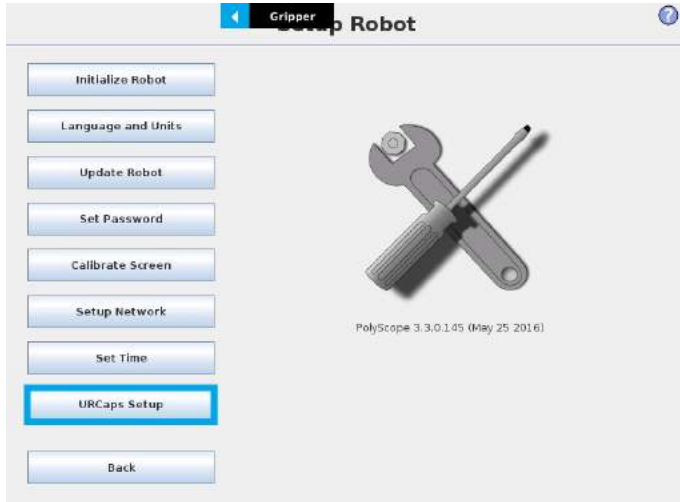 Gripper
p Robot
Initialize Robot
Language and Units
Update Robot
Set Password
Calibrate Screen
Setup Network
PolyScope 3.3.0.145 (May 25 2016)
Set Time
URCaps Setup
Back
?